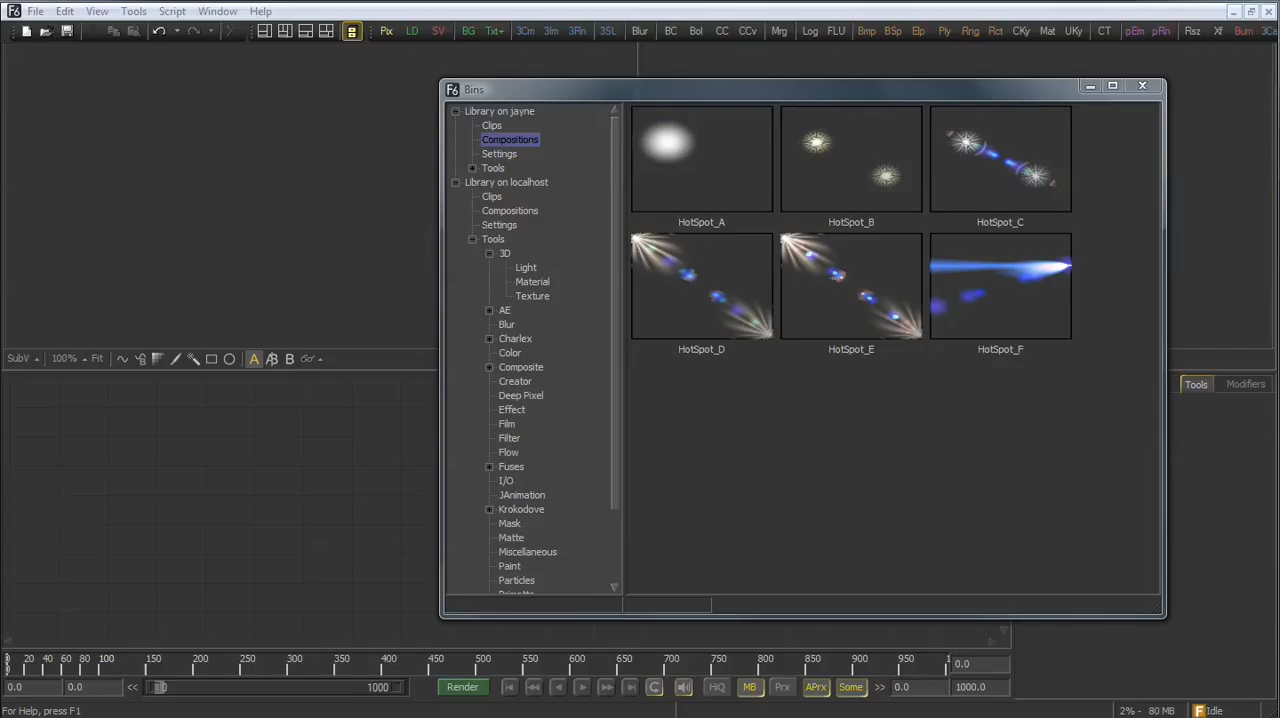 F6 File Edit View Tools Script Window Help
Pix LD SV BG Txt+ 3Cm 3Im 3Rn 3SL Blur BC Bol CC CCv Mrg Log FLU Bmp BSp Elp Ply Rng Rct CKy Mat UKy CT pEm pRn Rsz Xf Bum 3Ca
F6 Bins
Library on jayne
Clips
Compositions
Settings
Tools
Library on localhost
Clips
Compositions
Settings
Tools
3D
Light
Material
Texture
AE
Blur
Charlex
Color
Composite
Creator
Deep Pixel
Effect
Film
Filter
Flow
Fuses
I/O
JAnimation
Krokodove
Mask
Matte
Miscellaneous
Paint
Particles
HotSpot_A HotSpot_B HotSpot_C
HotSpot_D HotSpot_E HotSpot_F
SubV 100% Fit A B
Tools Modifiers
0 20 40 60 80 100 150 200 250 300 350 400 450 500 550 600 650 700 750 800 850 900 950 1 0.0
0.0 0.0 << 0 1000 Render HiQ MB Prx APrx Some >> 0.0 1000.0
For Help, press F1 2% - 80 MB F Idle